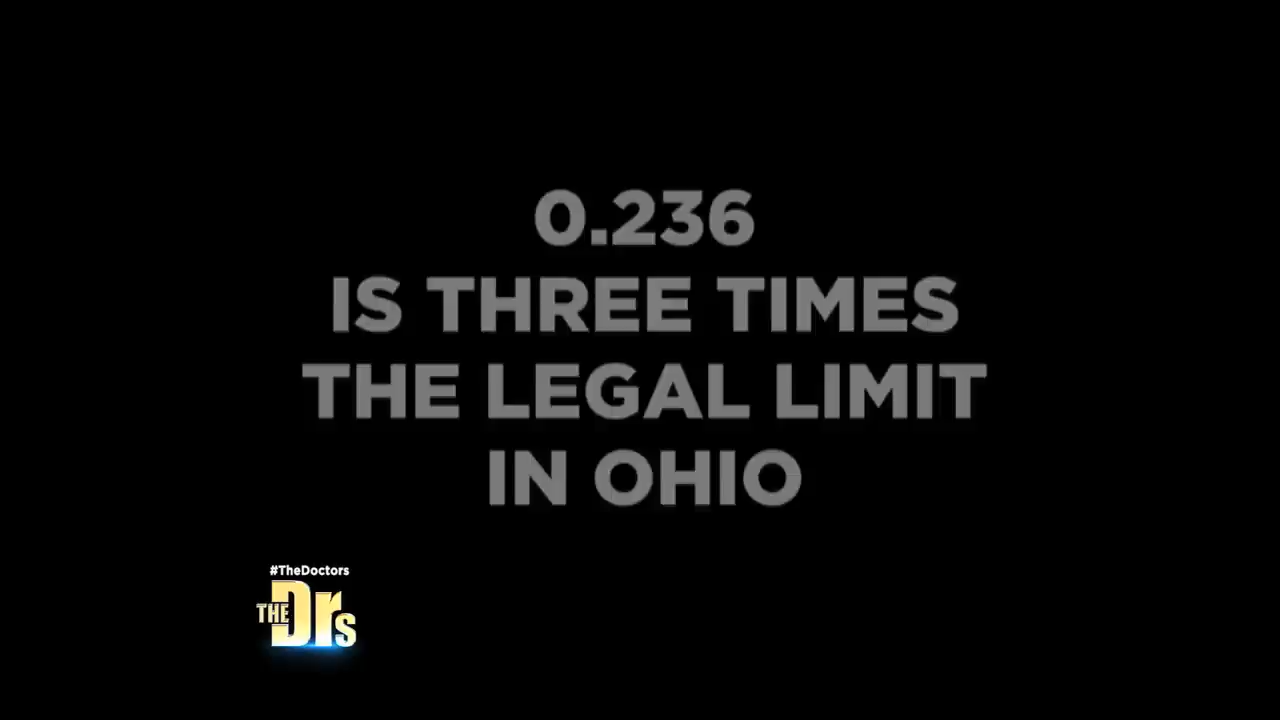 0.236
IS THREE TIMES
THE LEGAL LIMIT
IN OHIO
#TheDoctors
THE Drs